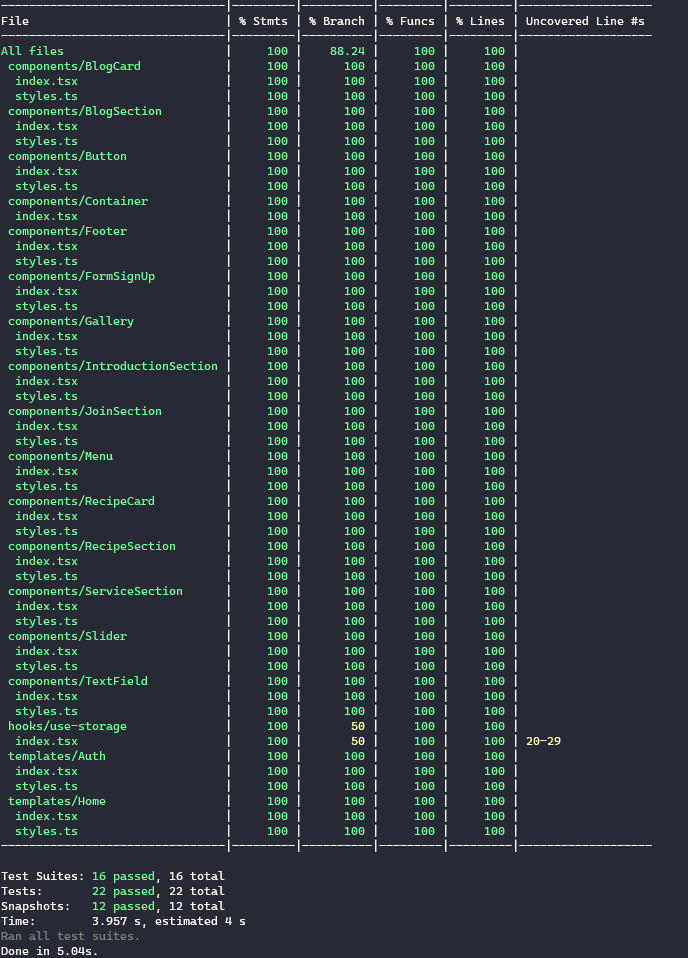 File | % Stmts | % Branch | % Funcs | % Lines | Uncovered Line #s
All files | 100 | 88.24 | 100 | 100 |
components/BlogCard | 100 | 100 | 100 | 100 |
index.tsx | 100 | 100 | 100 | 100 |
styles.ts | 100 | 100 | 100 | 100 |
components/BlogSection | 100 | 100 | 100 | 100 |
index.tsx | 100 | 100 | 100 | 100 |
styles.ts | 100 | 100 | 100 | 100 |
components/Button | 100 | 100 | 100 | 100 |
index.tsx | 100 | 100 | 100 | 100 |
styles.ts | 100 | 100 | 100 | 100 |
components/Container | 100 | 100 | 100 | 100 |
index.tsx | 100 | 100 | 100 | 100 |
components/Footer | 100 | 100 | 100 | 100 |
index.tsx | 100 | 100 | 100 | 100 |
styles.ts | 100 | 100 | 100 | 100 |
components/FormSignUp | 100 | 100 | 100 | 100 |
index.tsx | 100 | 100 | 100 | 100 |
styles.ts | 100 | 100 | 100 | 100 |
components/Gallery | 100 | 100 | 100 | 100 |
index.tsx | 100 | 100 | 100 | 100 |
styles.ts | 100 | 100 | 100 | 100 |
components/IntroductionSection | 100 | 100 | 100 | 100 |
index.tsx | 100 | 100 | 100 | 100 |
styles.ts | 100 | 100 | 100 | 100 |
components/JoinSection | 100 | 100 | 100 | 100 |
index.tsx | 100 | 100 | 100 | 100 |
styles.ts | 100 | 100 | 100 | 100 |
components/Menu | 100 | 100 | 100 | 100 |
index.tsx | 100 | 100 | 100 | 100 |
styles.ts | 100 | 100 | 100 | 100 |
components/RecipeCard | 100 | 100 | 100 | 100 |
index.tsx | 100 | 100 | 100 | 100 |
styles.ts | 100 | 100 | 100 | 100 |
components/RecipeSection | 100 | 100 | 100 | 100 |
index.tsx | 100 | 100 | 100 | 100 |
styles.ts | 100 | 100 | 100 | 100 |
components/ServiceSection | 100 | 100 | 100 | 100 |
index.tsx | 100 | 100 | 100 | 100 |
styles.ts | 100 | 100 | 100 | 100 |
components/Slider | 100 | 100 | 100 | 100 |
index.tsx | 100 | 100 | 100 | 100 |
styles.ts | 100 | 100 | 100 | 100 |
components/TextField | 100 | 100 | 100 | 100 |
index.tsx | 100 | 100 | 100 | 100 |
styles.ts | 100 | 100 | 100 | 100 |
hooks/use-storage | 100 | 50 | 100 | 100 |
index.tsx | 100 | 50 | 100 | 100 | 20-29
templates/Auth | 100 | 100 | 100 | 100 |
index.tsx | 100 | 100 | 100 | 100 |
styles.ts | 100 | 100 | 100 | 100 |
templates/Home | 100 | 100 | 100 | 100 |
index.tsx | 100 | 100 | 100 | 100 |
styles.ts | 100 | 100 | 100 | 100 |
Test Suites: 16 passed, 16 total
Tests: 22 passed, 22 total
Snapshots: 12 passed, 12 total
Time: 3.957 s, estimated 4 s
Ran all test suites.
Done in 5.04s.